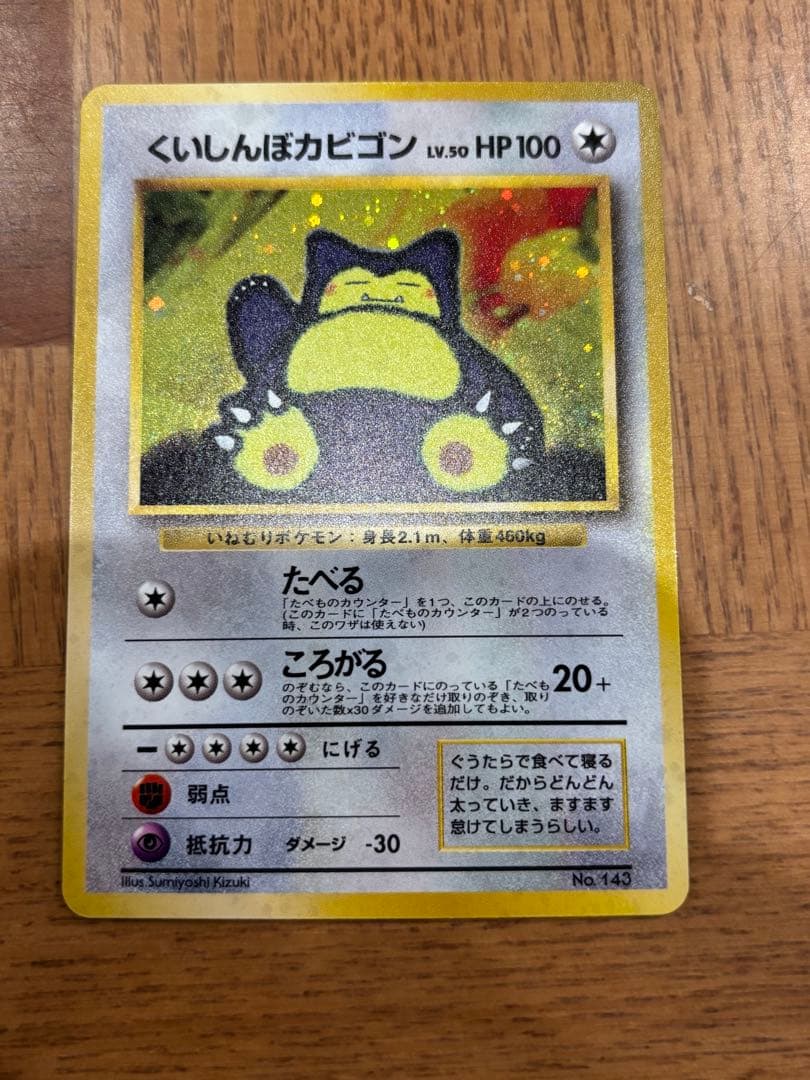 くいしんぼカビゴン LV.50 HP100
いねむりポケモン：身長2.1m、体重460kg
たべる
「たべものカウンター」を1つ、このカードの上にのせる。
(このカードに「たべものカウンター」が2つのっている
時、このワザは使えない)
ころがる
のぞむなら、このカードにのっている「たべも
のカウンター」を好きなだけ取りのぞき、取り
のぞいた数x30ダメージを追加してもよい。
20+
ー にげる
弱点
抵抗力 ダメージ -30
ぐうたらで食べて寝る
だけ。だからどんどん
太っていき、ますます
怠けてしまうらしい。
Illus. Sumiyoshi Kizuki
No. 143